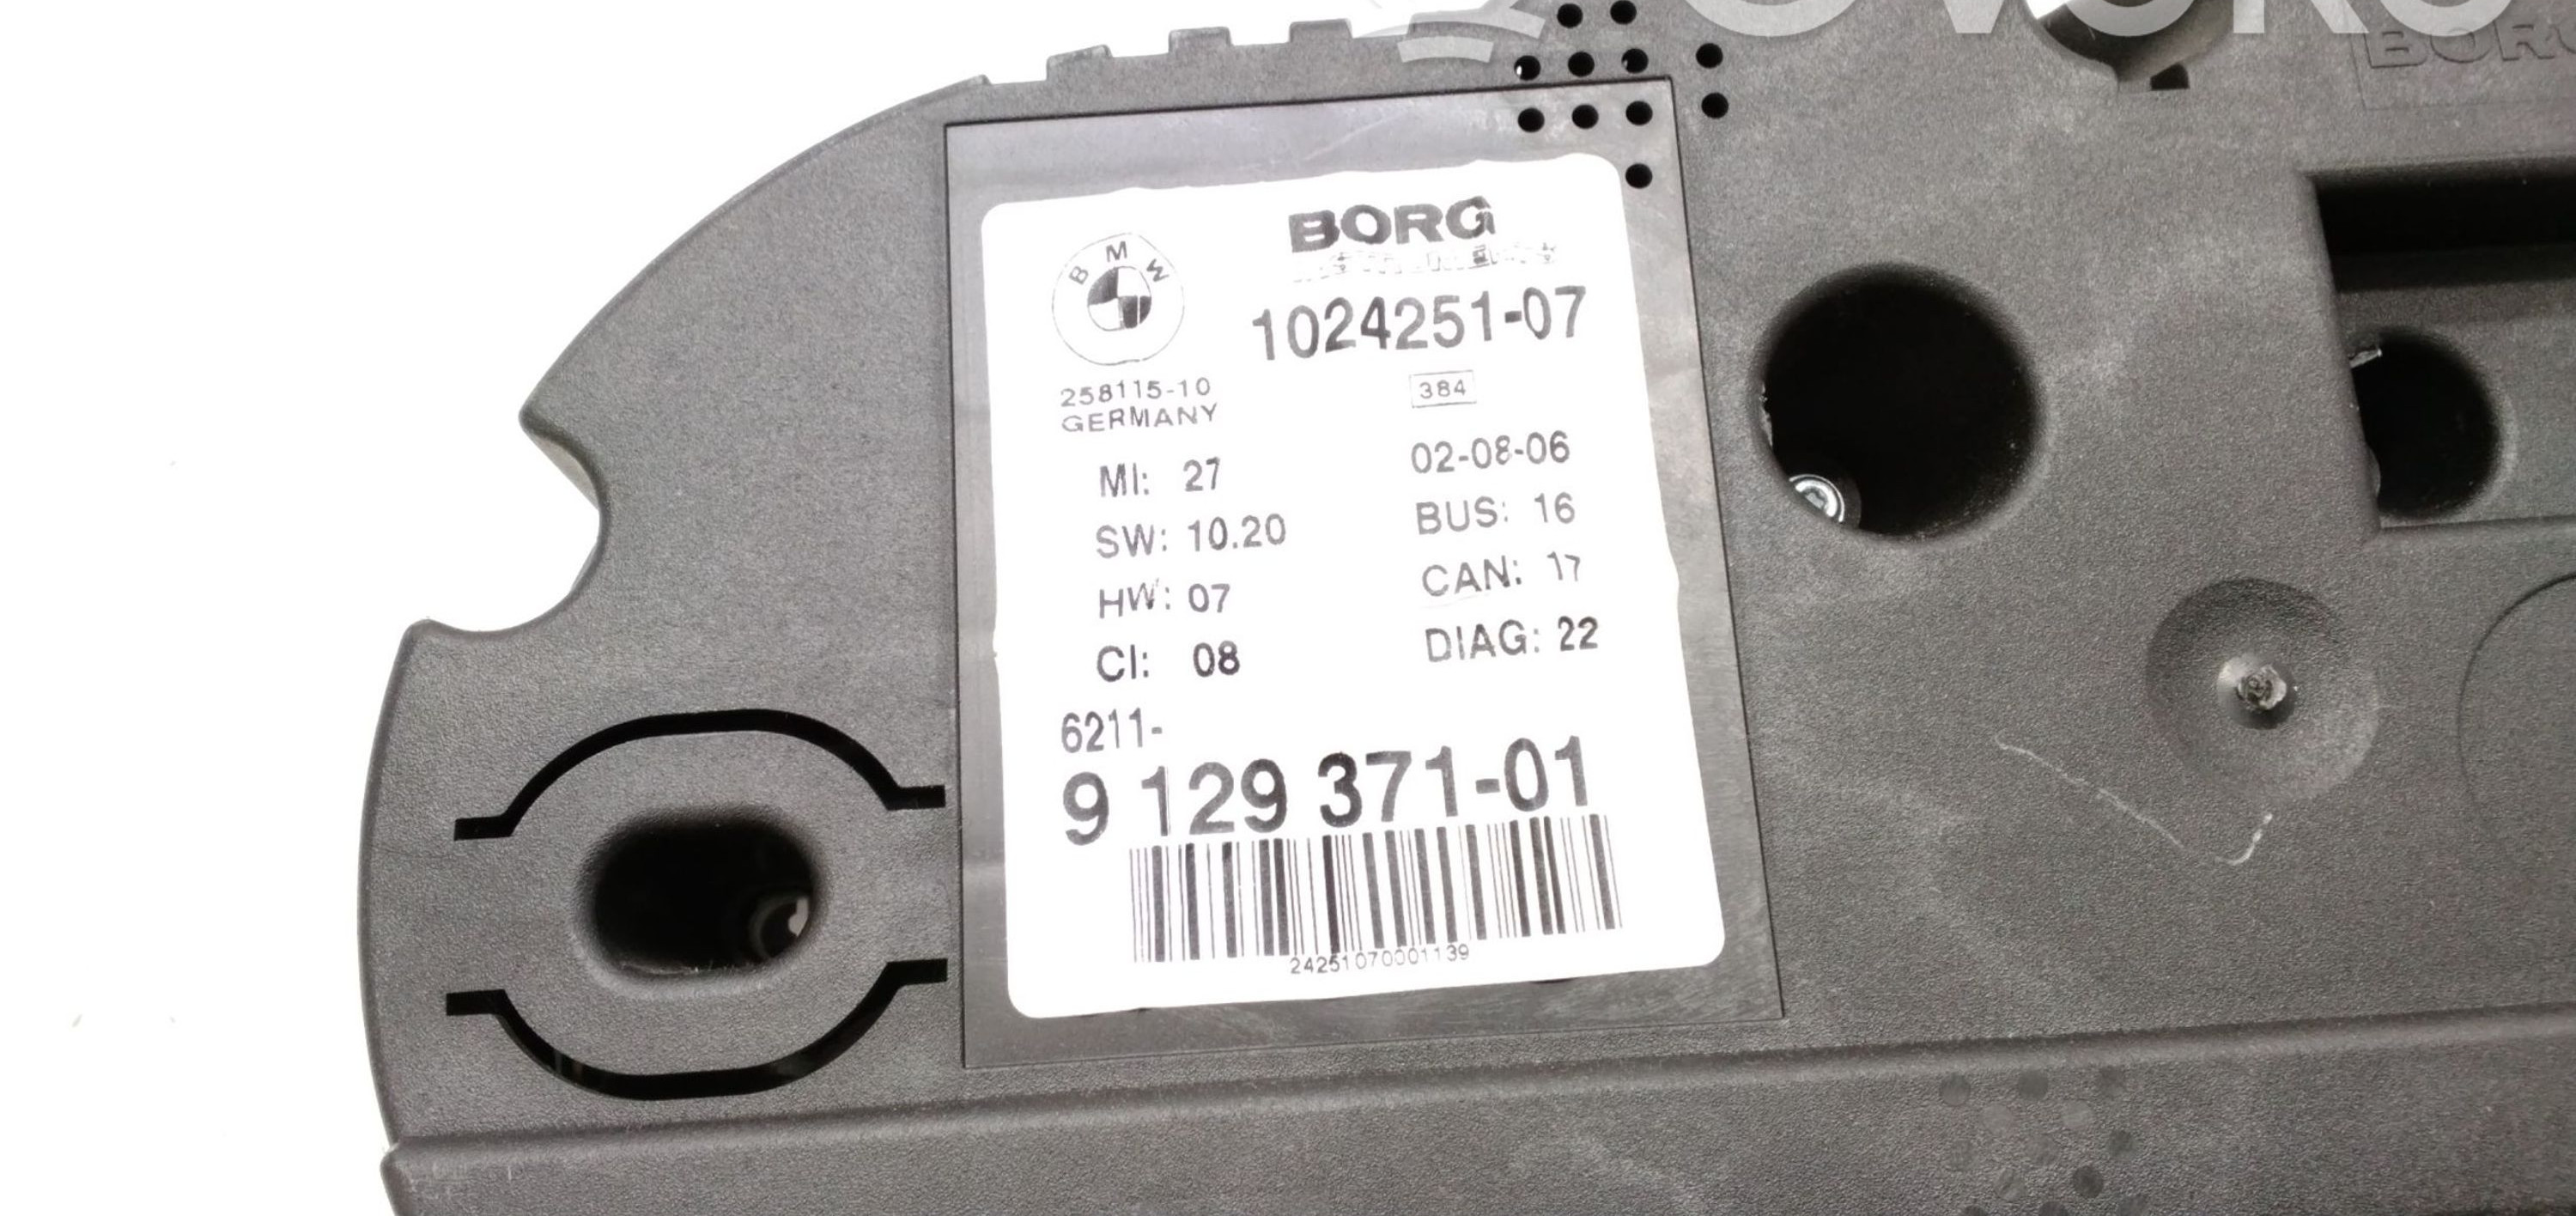 BORG
BMW
1024251-07
258115-10
384
GERMANY
02-08-06
MI: 27
BUS: 16
SW: 10.20
CAN: 17
HW: 07
DIAG: 22
CI: 08
6211-
9 129 371-01
24251070001139